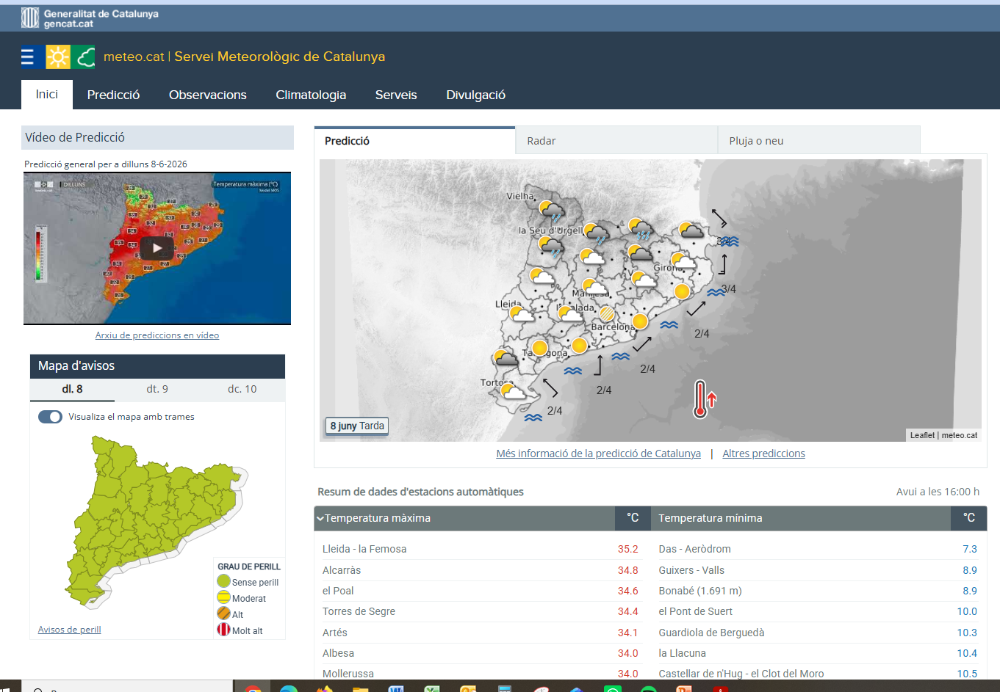 Generalitat de Catalunya
gencat.cat
meteo.cat | Servei Meteorològic de Catalunya
Inici Predicció Observacions Climatologia Serveis Divulgació
Vídeo de Predicció
Predicció general per a dilluns 8-6-2026
DILLUNS
Temperatura màxima (°C)
Model MOS
Arxiu de prediccions en vídeo
Mapa d'avisos
dl. 8 dt. 9 dc. 10
Visualiza el mapa amb trames
GRAU DE PERILL
Sense perill
Moderat
Alt
Molt alt
Avisos de perill
Predicció Radar Pluja o neu
Vielha
la Seu d'Urgell
Girona
3/4
Manresa
Lleida
Barcelona
2/4
Tarragona
2/4
Tortosa
2/4
2/4
8 juny Tarda
Leaflet | meteo.cat
Més informació de la predicció de Catalunya | Altres prediccions
Resum de dades d'estacions automàtiques Avui a les 16:00 h
Temperatura màxima °C Temperatura mínima °C
Lleida - la Femosa 35.2 Das - Aeròdrom 7.3
Alcarràs 34.8 Guixers - Valls 8.9
el Poal 34.6 Bonabé (1.691 m) 8.9
Torres de Segre 34.4 el Pont de Suert 10.0
Artés 34.1 Guardiola de Berguedà 10.3
Albesa 34.0 la Llacuna 10.4
Mollerussa 34.0 Castellar de n'Hug - el Clot del Moro 10.5